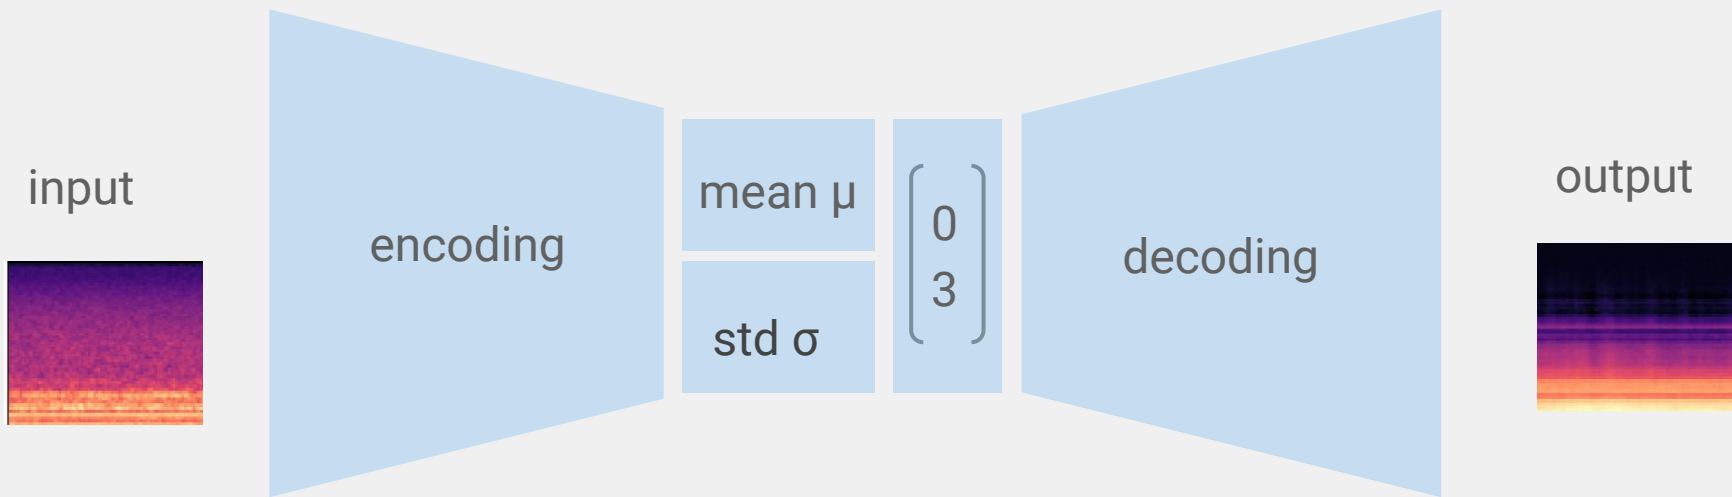 input
encoding
mean μ
std σ
0
3
decoding
output